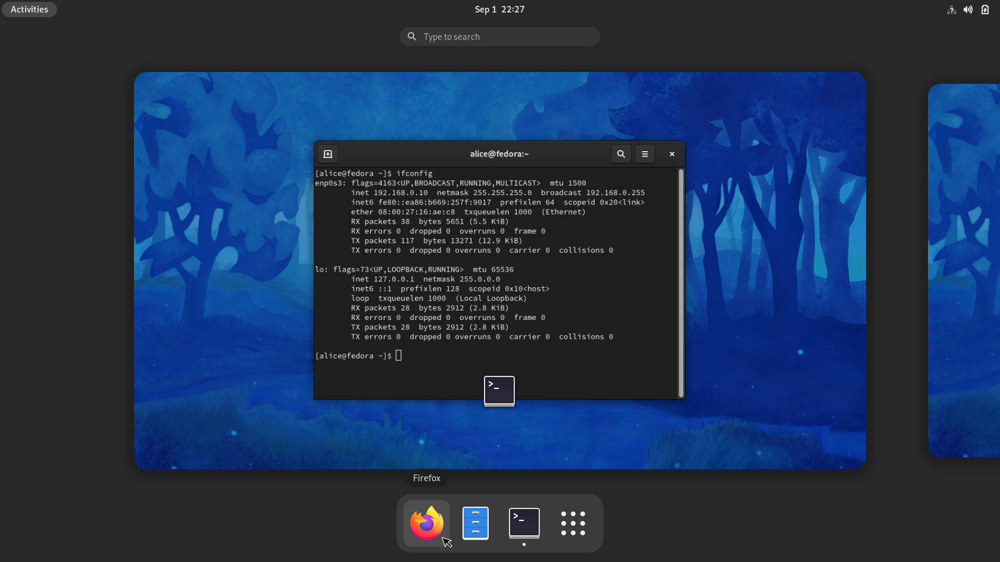 Activities
Sep 1 22:27
Type to search
alice@fedora:~
[alice@fedora ~]$ ifconfig
enp0s3: flags=4163<UP,BROADCAST,RUNNING,MULTICAST>  mtu 1500
        inet 192.168.0.10  netmask 255.255.255.0  broadcast 192.168.0.255
        inet6 fe80::ea86:b669:257f:9017  prefixlen 64  scopeid 0x20<link>
        ether 08:00:27:16:ae:c8  txqueuelen 1000  (Ethernet)
        RX packets 38  bytes 5651 (5.5 KiB)
        RX errors 0  dropped 0  overruns 0  frame 0
        TX packets 117  bytes 13271 (12.9 KiB)
        TX errors 0  dropped 0 overruns 0  carrier 0  collisions 0
lo: flags=73<UP,LOOPBACK,RUNNING>  mtu 65536
        inet 127.0.0.1  netmask 255.0.0.0
        inet6 ::1  prefixlen 128  scopeid 0x10<host>
        loop  txqueuelen 1000  (Local Loopback)
        RX packets 28  bytes 2912 (2.8 KiB)
        RX errors 0  dropped 0  overruns 0  frame 0
        TX packets 28  bytes 2912 (2.8 KiB)
        TX errors 0  dropped 0 overruns 0  carrier 0  collisions 0
[alice@fedora ~]$
>_
Firefox
>_